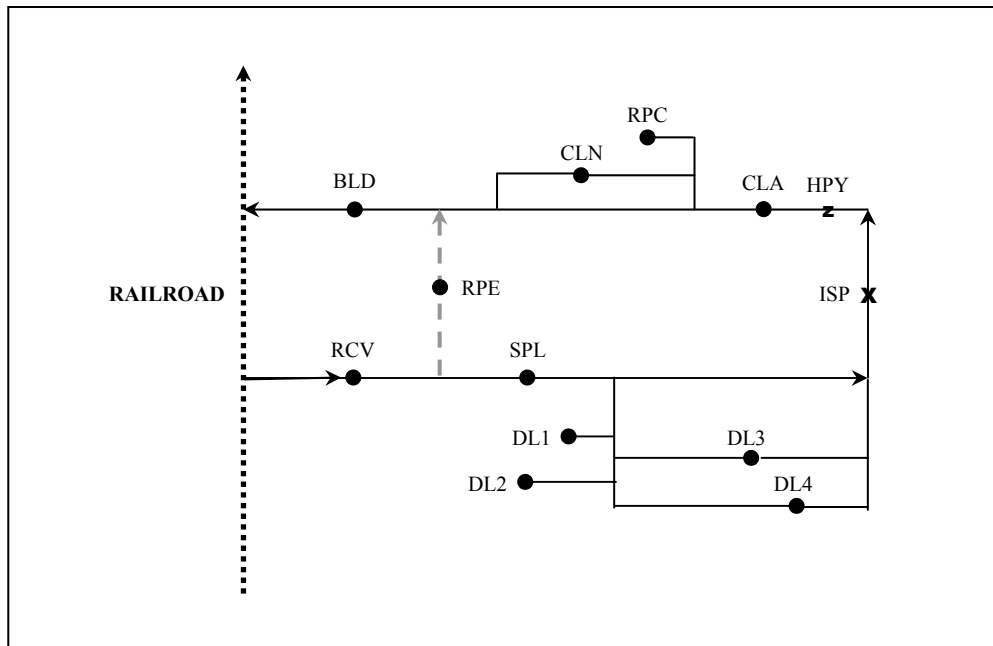 RPC
CLN
BLD
CLA
HPY
RAILROAD
RPE
ISP
RCV
SPL
DL1
DL3
DL2
DL4